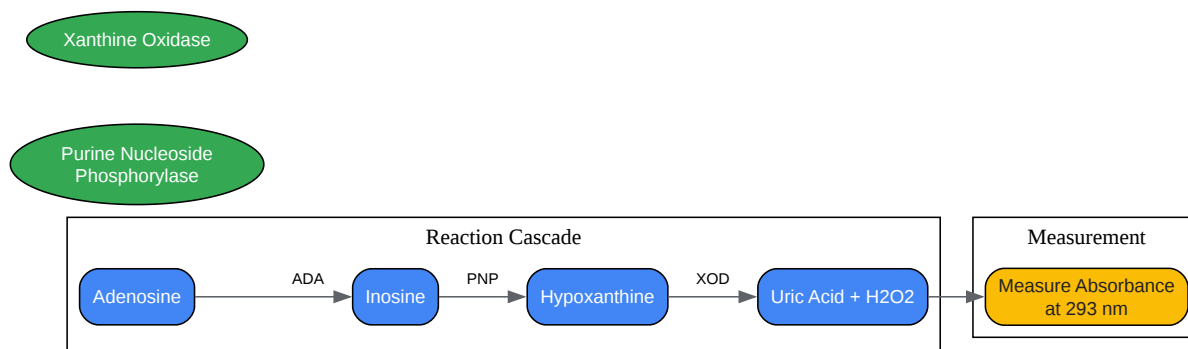 Xanthine Oxidase
Purine Nucleoside
Phosphorylase
Reaction Cascade
Measurement
Adenosine
ADA
Inosine
PNP
Hypoxanthine
XOD
Uric Acid + H2O2
Measure Absorbance
at 293 nm